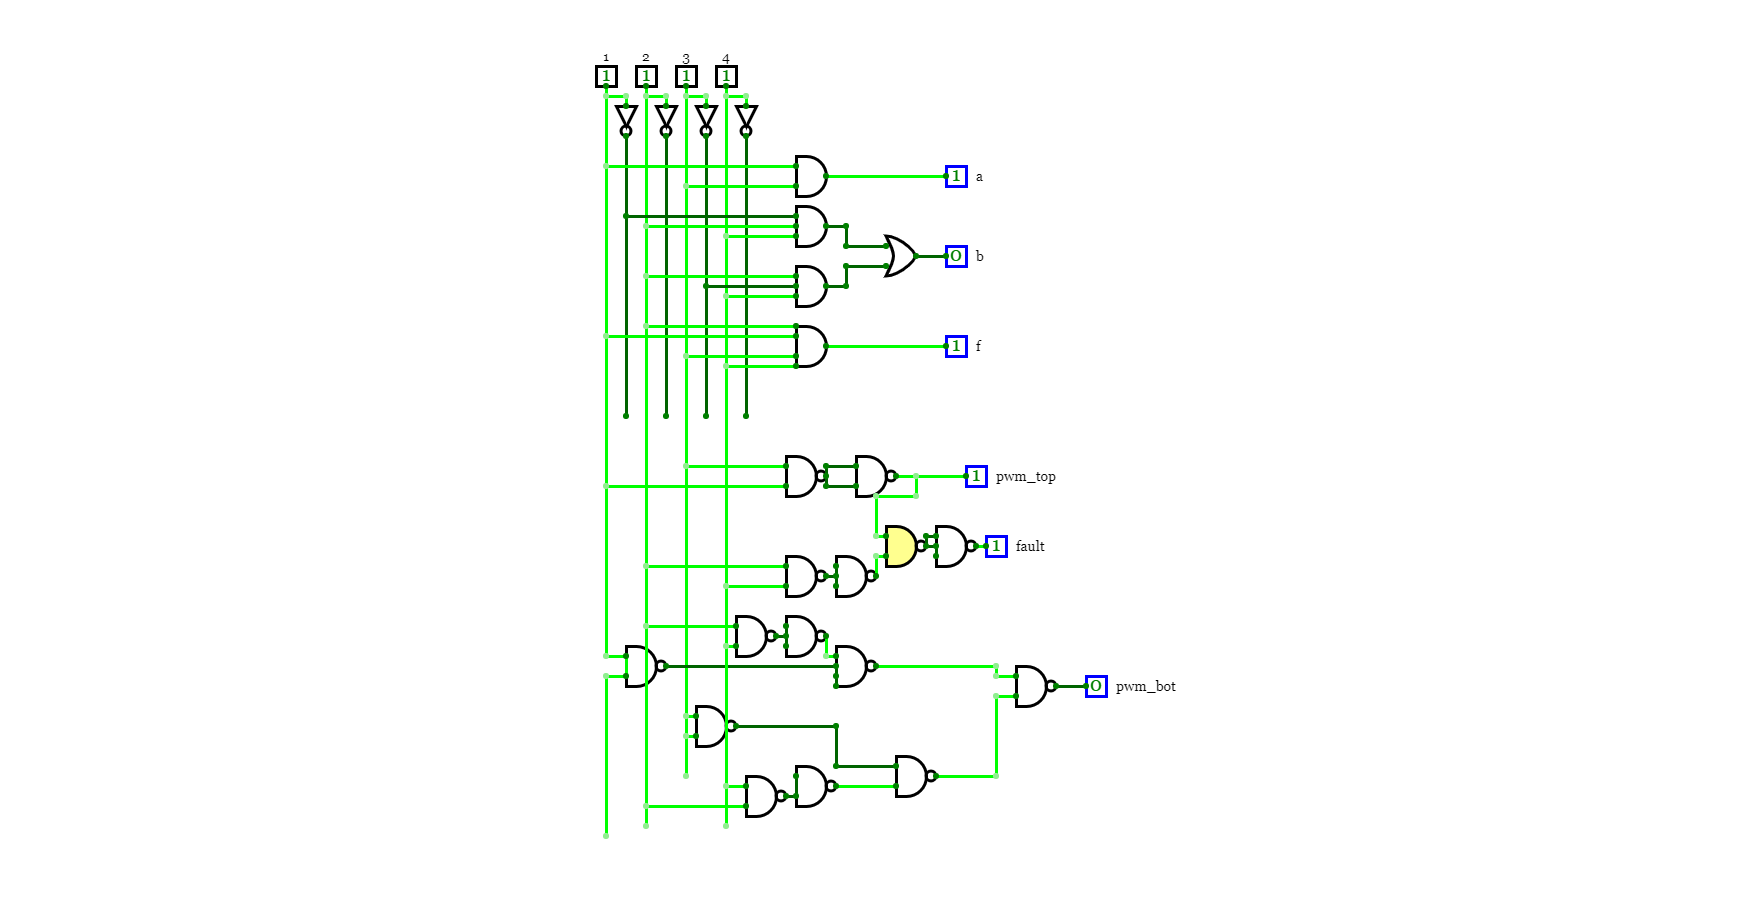 1 2 3 4
1 1 1 1
1 a
0 b
1 f
1 pwm_top
1 fault
0 pwm_bot